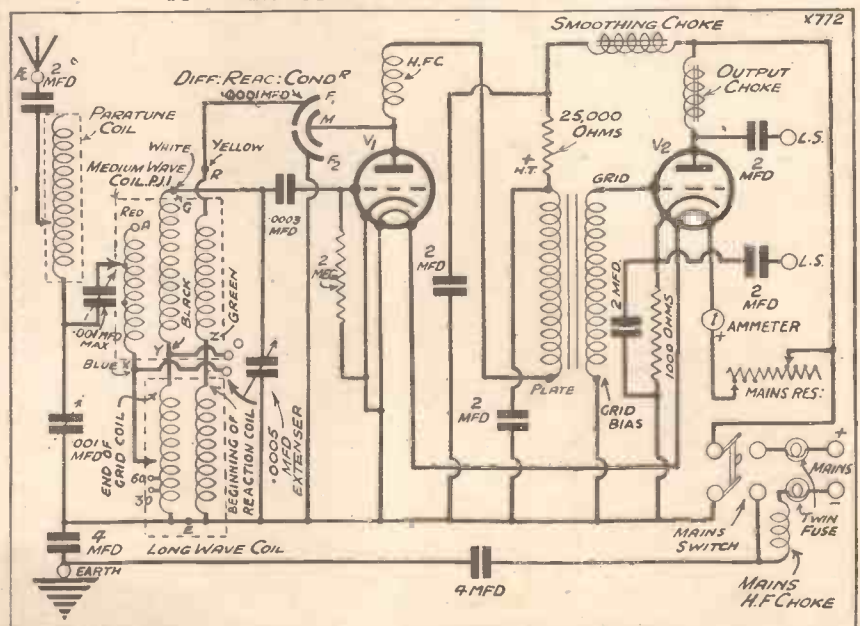 X772
SMOOTHING CHOKE
Æ
2
MFD
DIFF: REAC: CONDR
.0001 MFD
F1
M
F2
H.F.C.
OUTPUT
CHOKE
PARATUNE
COIL
WHITE
YELLOW
R
V1
25,000
OHMS
V2
2
MFD
L.S.
MEDIUM WAVE
COIL. P.J.1
G
+
H.T.
GRID
RED
A
.0003
MFD
2
MEG
2
MFD
2 MFD.
1000 OHMS
2
MFD
L.S.
BLACK
GREEN
.001 MFD
MAX
AMMETER
+
Y
Z
BLUE
X
PLATE
GRID
BIAS
MAINS RES:
.001
MFD
END OF
GRID COIL
BEGINNING OF
REACTION COIL
.0005
MFD
EXTENSER
2
MFD
+
MAINS
-
60
35
E
LONG WAVE COIL
MAINS
SWITCH
TWIN
FUSE
4
MFD
EARTH
4 MFD
MAINS
H.F CHOKE